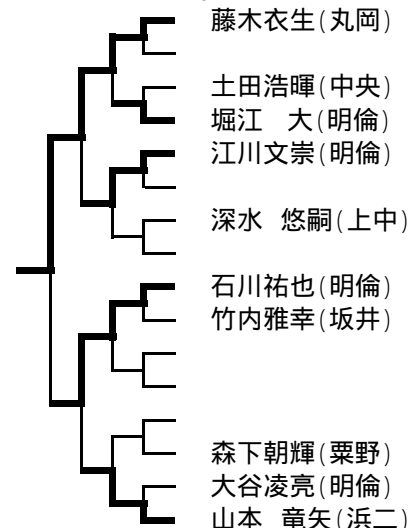 藤木衣生(丸岡)
土田浩暉(中央)
堀江　大(明倫)
江川文崇(明倫)
深水 悠嗣(上中)
石川祐也(明倫)
竹内雅幸(坂井)
森下朝輝(粟野)
大谷凌亮(明倫)
山本 竜矢(浜二)